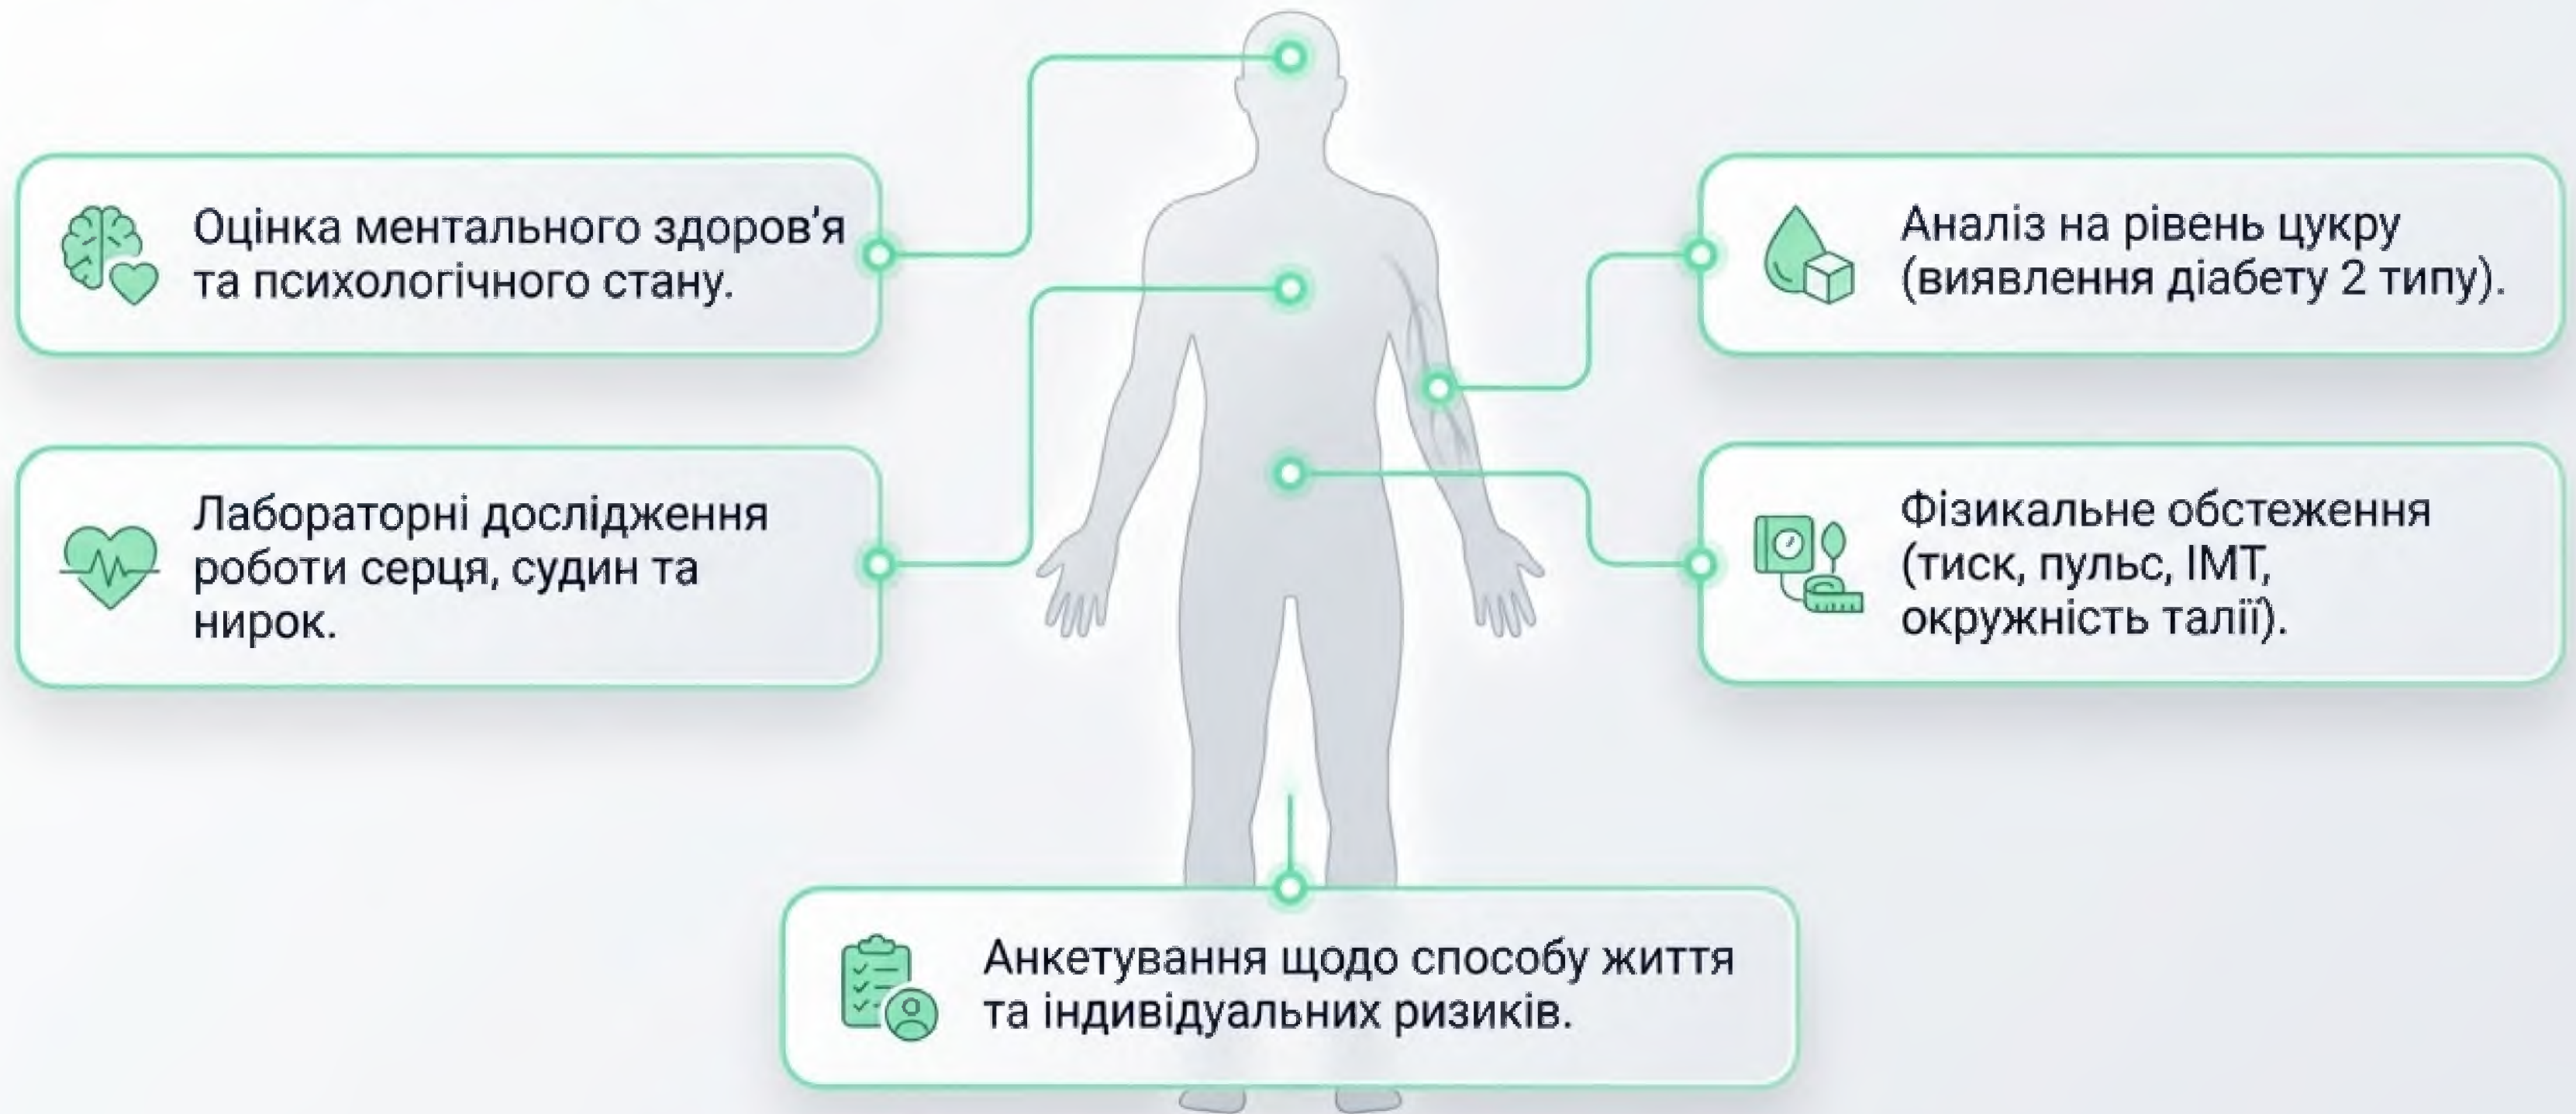 Оцінка ментального здоров’я
та психологічного стану.
Лабораторні дослідження
роботи серця, судин та
нирок.
Аналіз на рівень цукру
(виявлення діабету 2 типу).
Фізикальне обстеження
(тиск, пульс, ІМТ,
окружність талії).
Анкетування щодо способу життя
та індивідуальних ризиків.